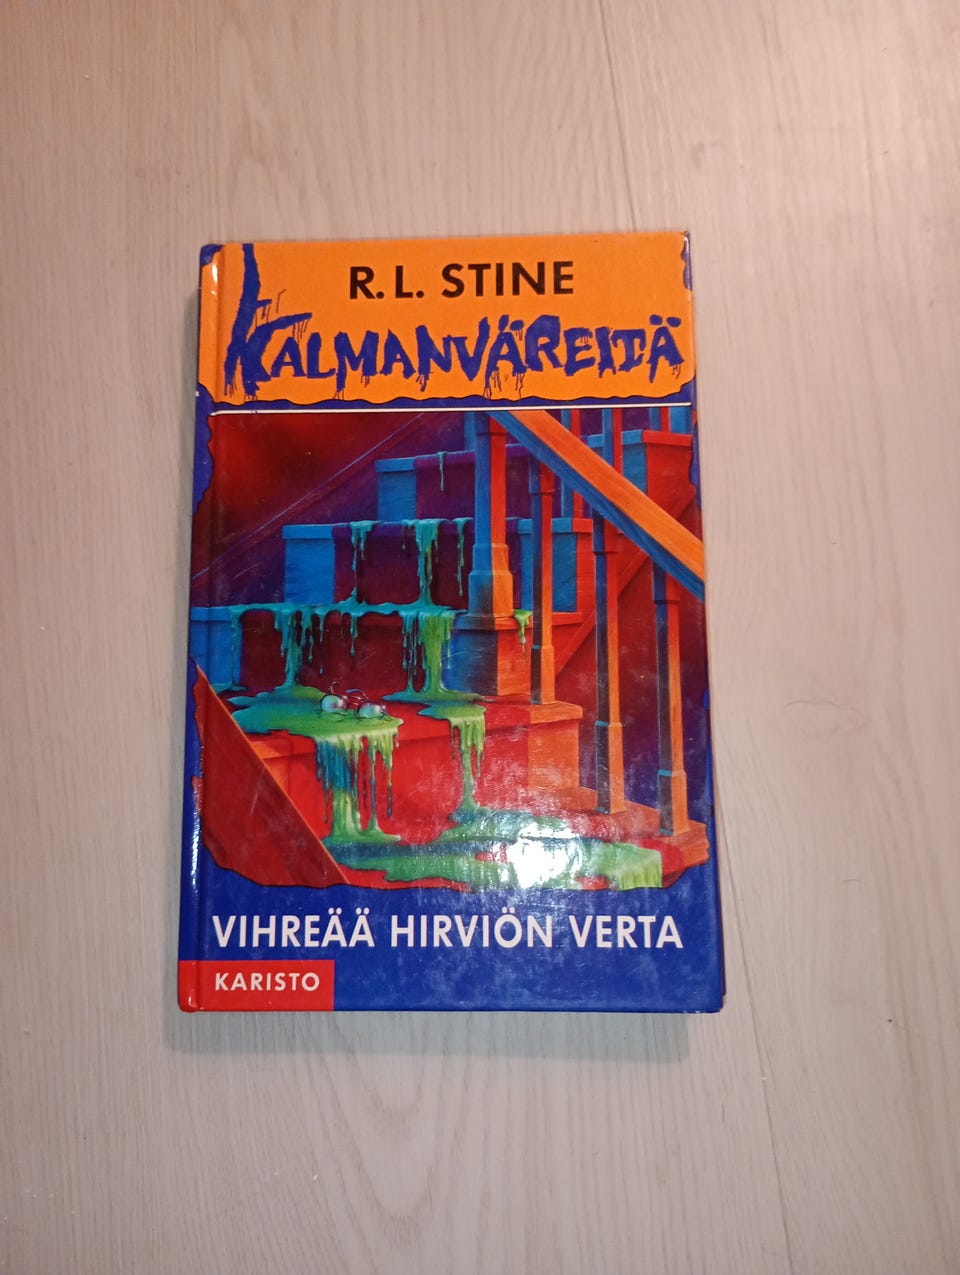 R. L. STINE
KALMANVÄREITÄ
VIHREÄÄ HIRVIÖN VERTA
KARISTO